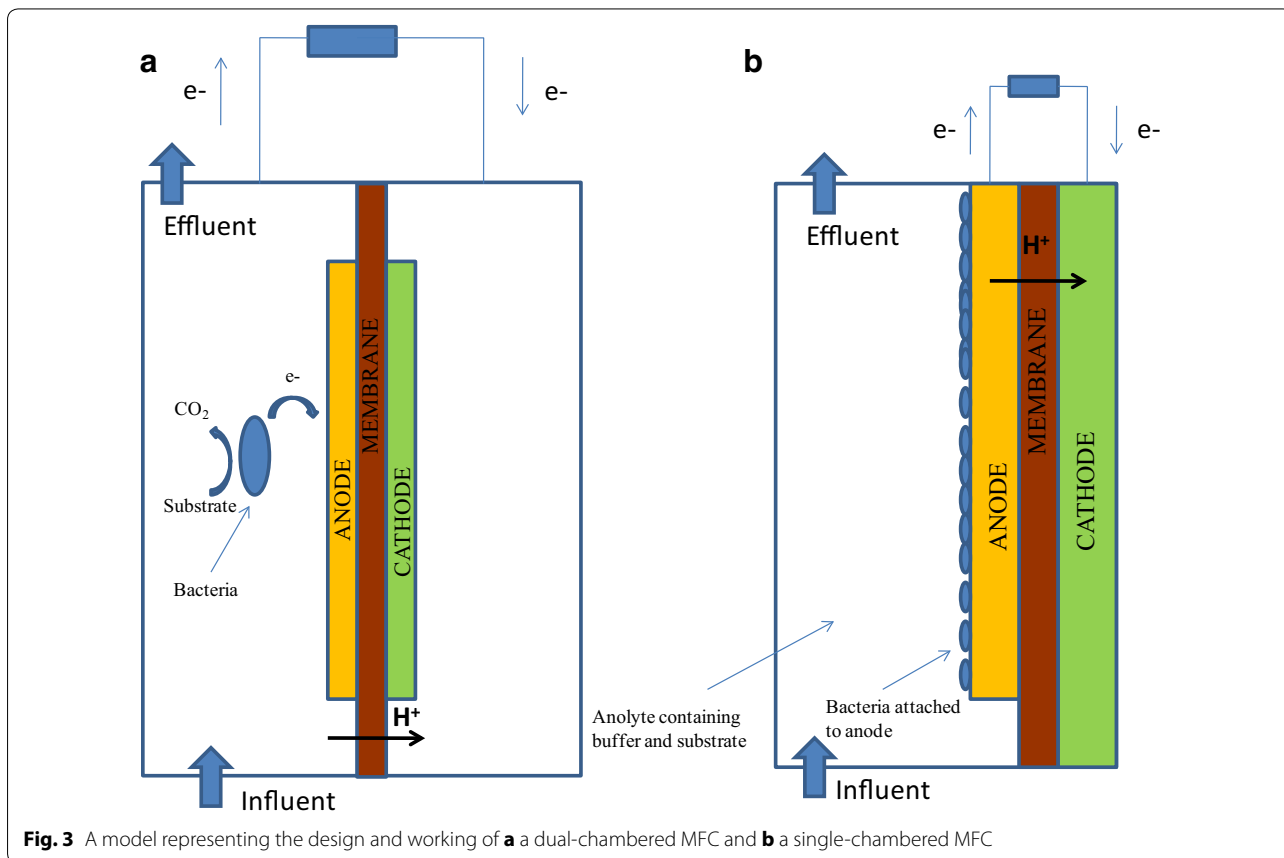 a
e-
e-
Effluent
CO₂
e-
Substrate
Bacteria
ANODE
MEMBRANE
CATHODE
H⁺
Influent
b
e-
e-
Effluent
H⁺
ANODE
MEMBRANE
CATHODE
Anolyte containing
buffer and substrate
Bacteria attached
to anode
Influent
Fig. 3 A model representing the design and working of a a dual-chambered MFC and b a single-chambered MFC